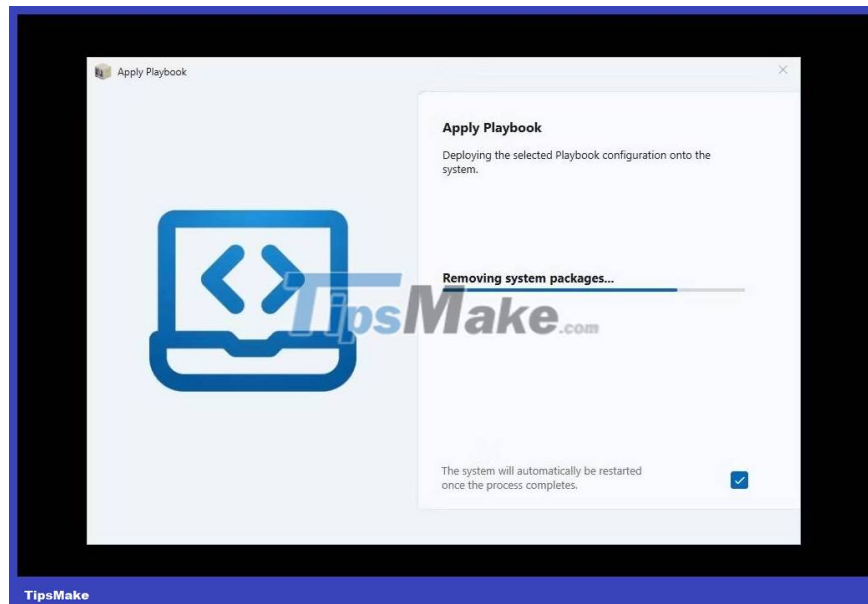 Apply Playbook
Apply Playbook
Deploying the selected Playbook configuration onto the
system.
Removing system packages...
TipsMake.com
The system will automatically be restarted
once the process completes.
TipsMake